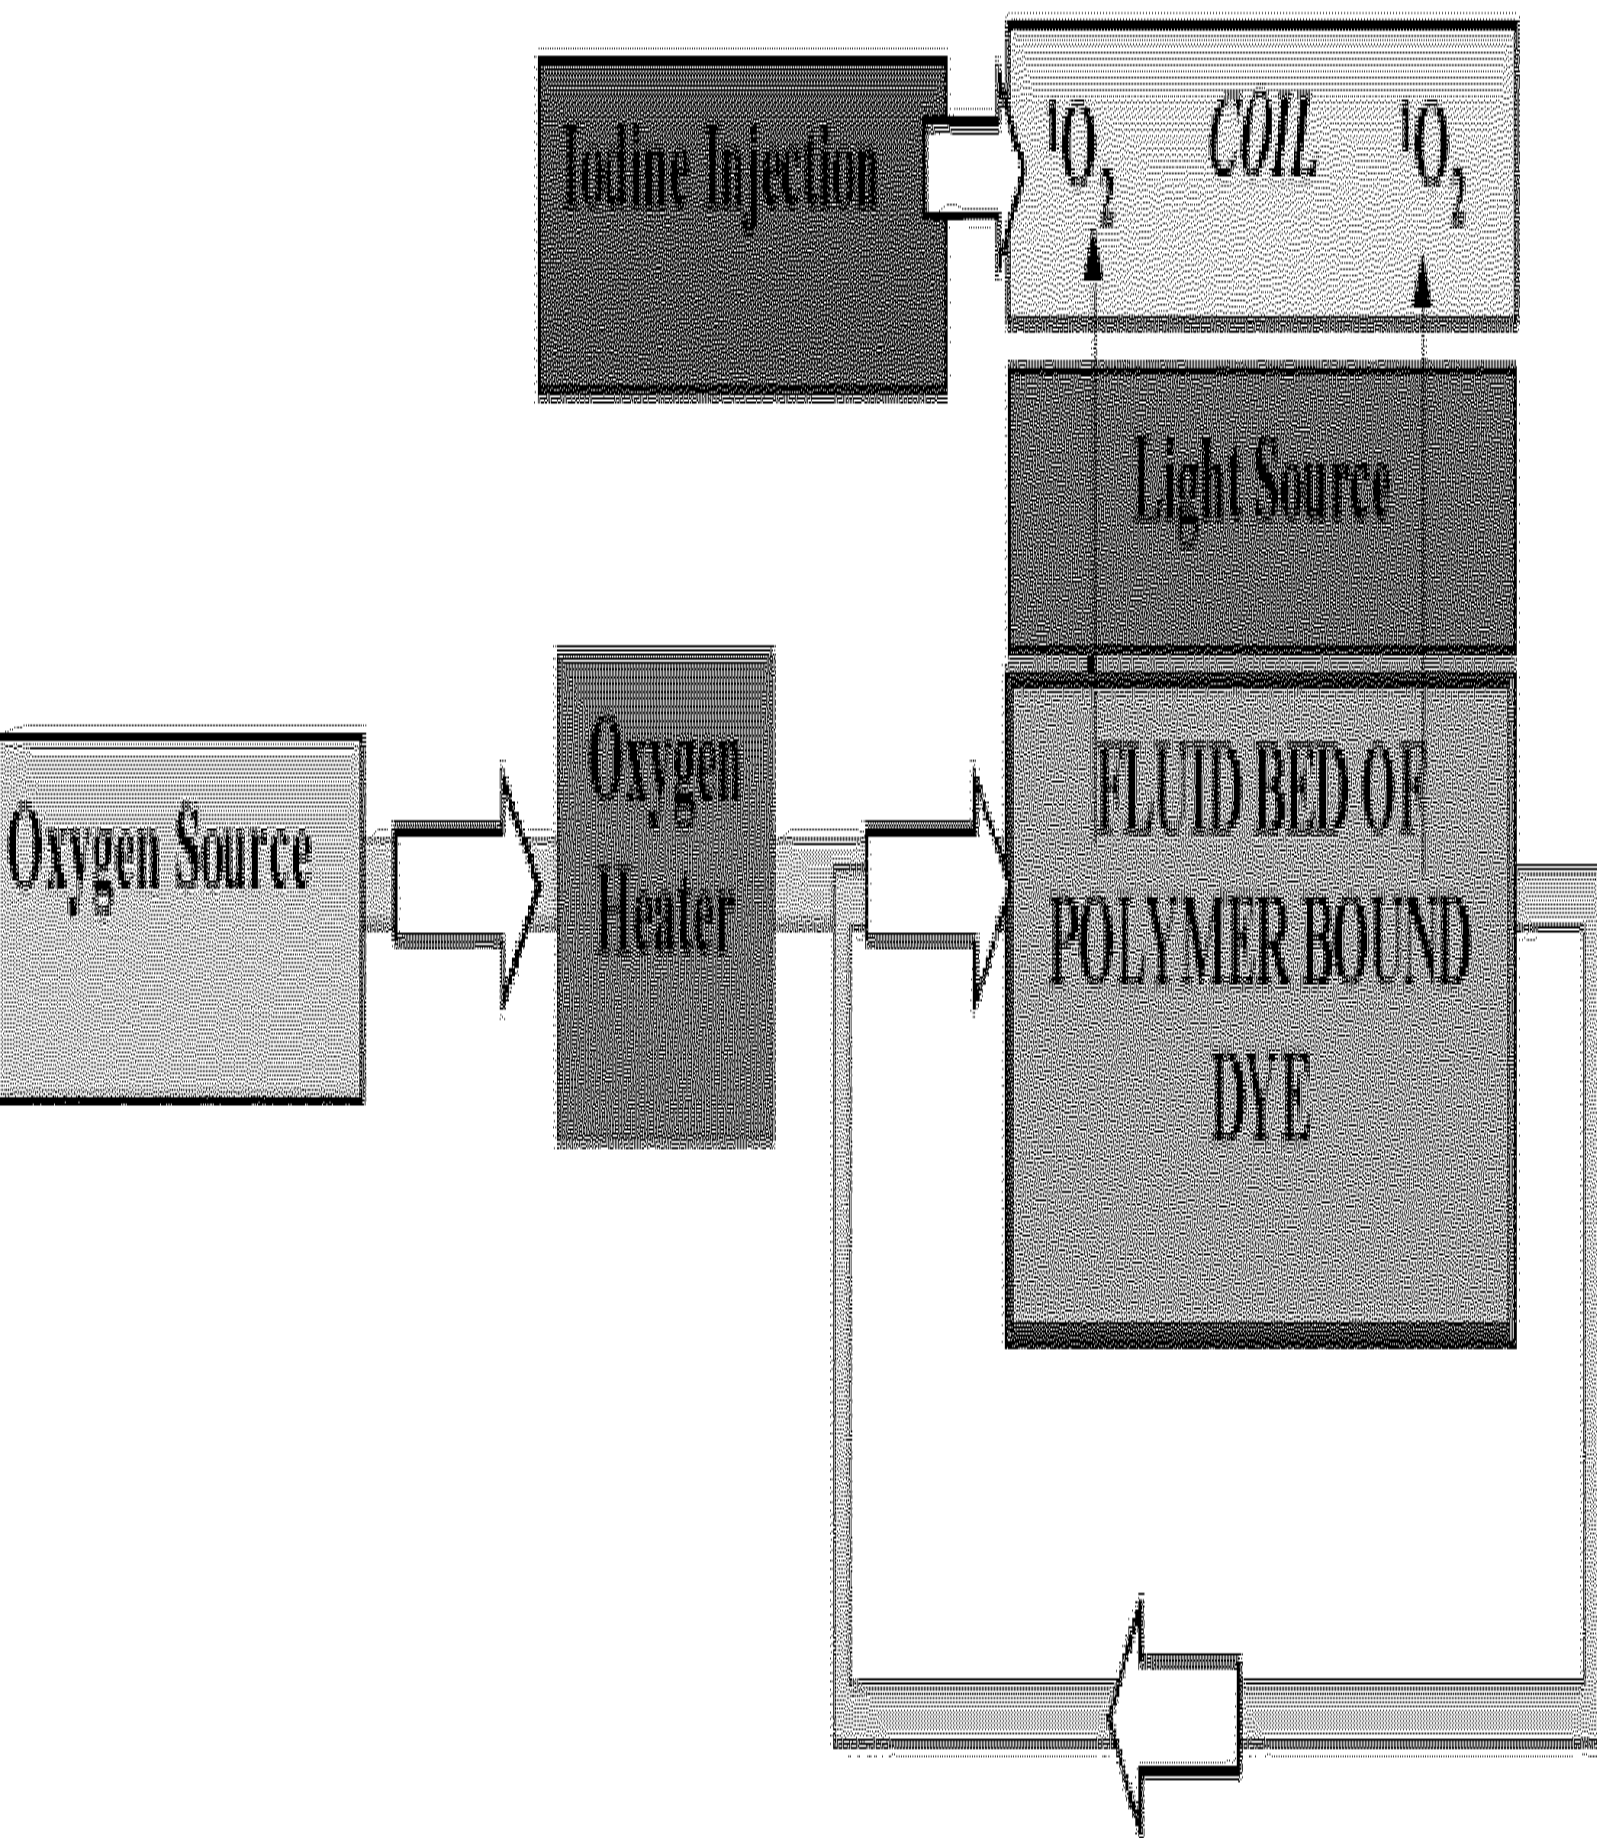 Iodine Injection
¹O₂ COIL ¹O₂
Light Source
Oxygen Source
Oxygen
Heater
FLUID BED OF
POLYMER BOUND
DYE